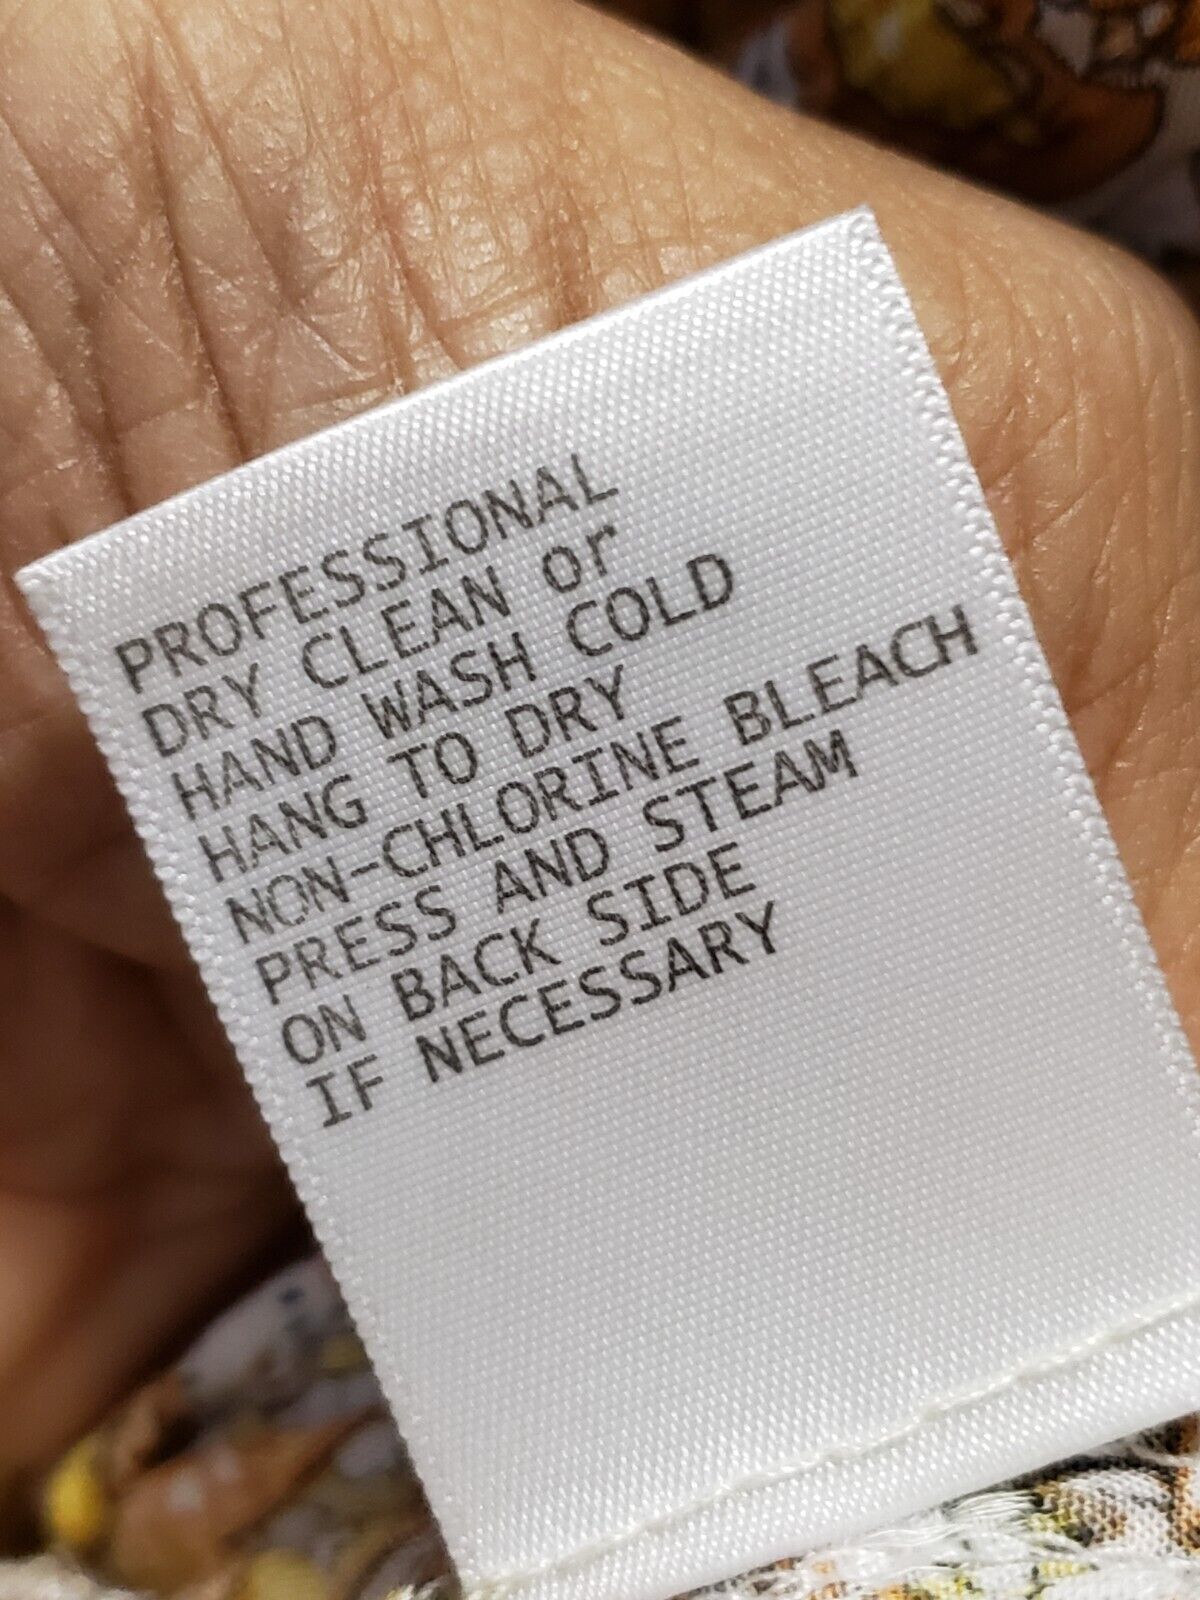 PROFESSIONAL
DRY CLEAN or
HAND WASH COLD
HANG TO DRY
NON-CHLORINE BLEACH
PRESS AND STEAM
ON BACK SIDE
IF NECESSARY